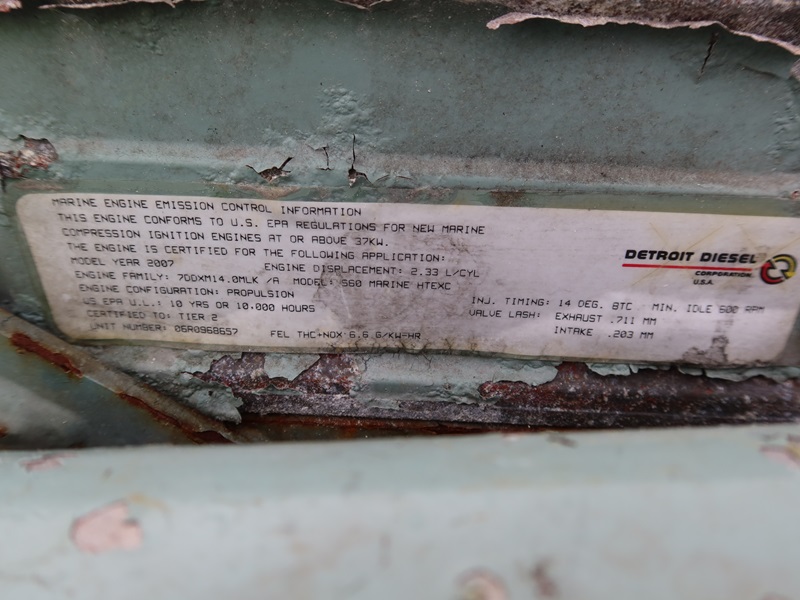 MARINE ENGINE EMISSION CONTROL INFORMATION
THIS ENGINE CONFORMS TO U.S. EPA REGULATIONS FOR NEW MARINE
COMPRESSION IGNITION ENGINES AT OR ABOVE 37KW.
THE ENGINE IS CERTIFIED FOR THE FOLLOWING APPLICATION:
MODEL YEAR 2007 ENGINE DISPLACEMENT: 2.33 L/CYL
ENGINE FAMILY: 7DDXM14.0MLK /A MODEL: S60 MARINE HTEXC
ENGINE CONFIGURATION: PROPULSION
US EPA U.L.: 10 YRS OR 10.000 HOURS
CERTIFIED TO: TIER 2
UNIT NUMBER: 06R0968657 FEL THC+NOX:6.6 G/KW-HR
DETROIT DIESEL
CORPORATION
U.S.A.
INJ. TIMING: 14 DEG. BTC MIN. IDLE 600 RPM
VALVE LASH: EXHAUST .711 MM
INTAKE .203 MM